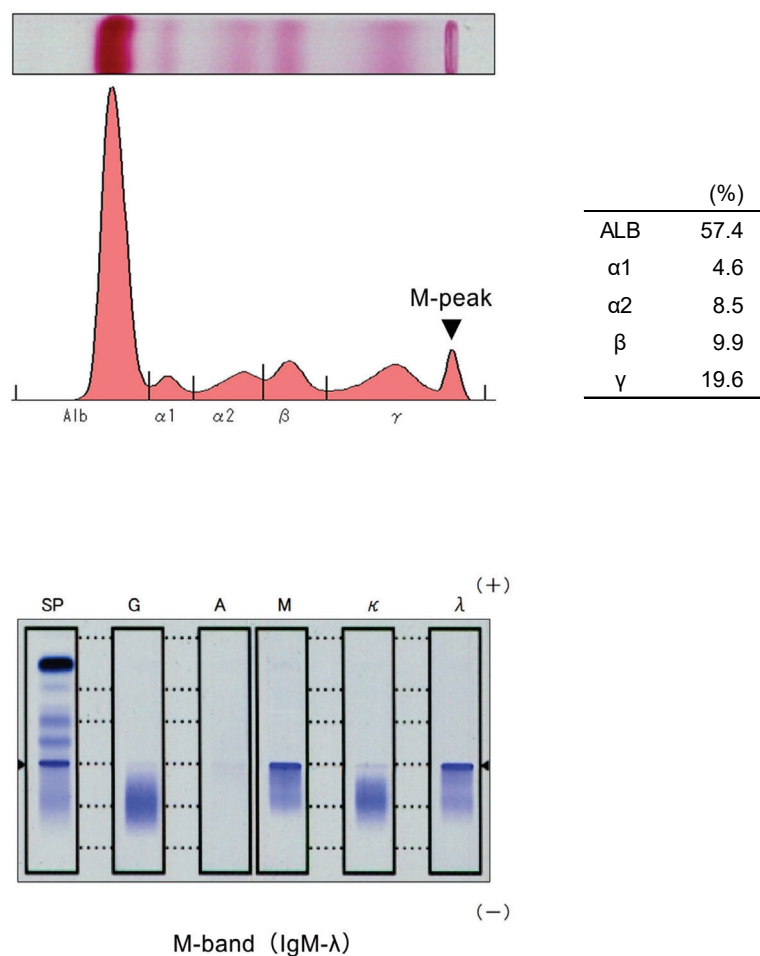 M-peak
Alb α1 α2 β γ
(%)
ALB 57.4
α1 4.6
α2 8.5
β 9.9
γ 19.6
(+)
SP G A M κ λ
(−)
M-band（IgM-λ）